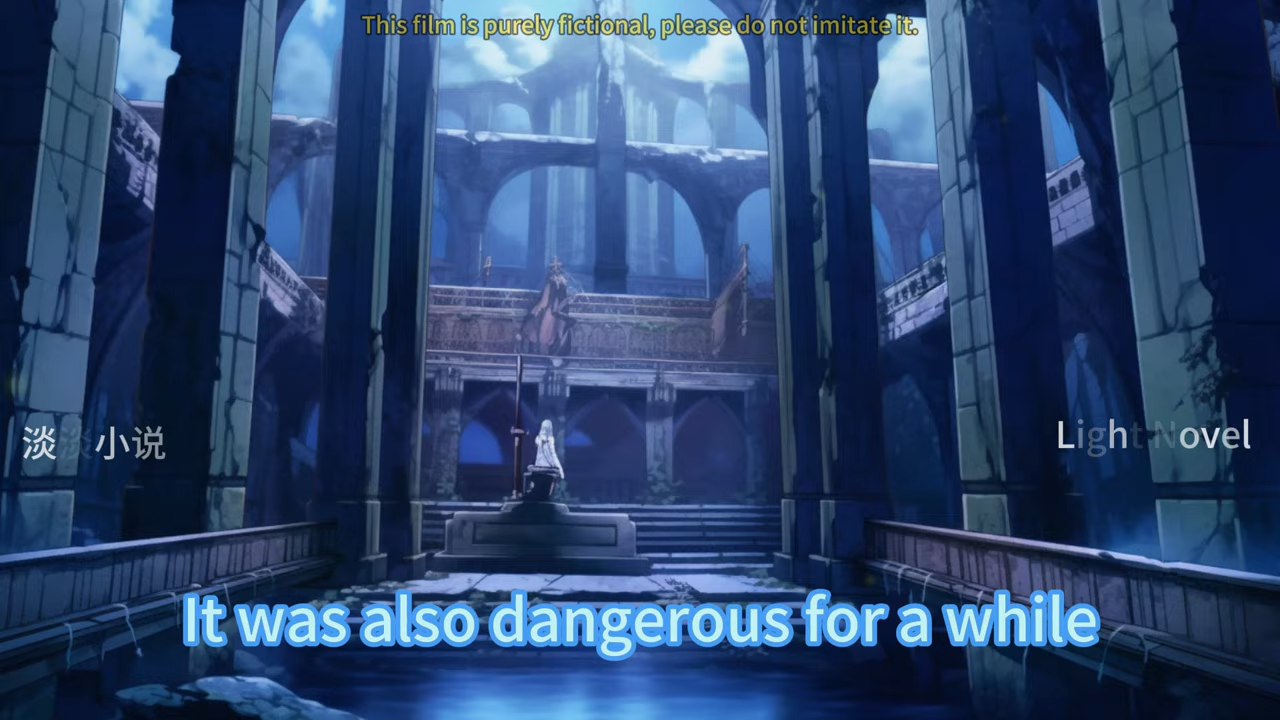 This film is purely fictional, please do not imitate it.
淡淡小说
Light Novel
It was also dangerous for a while